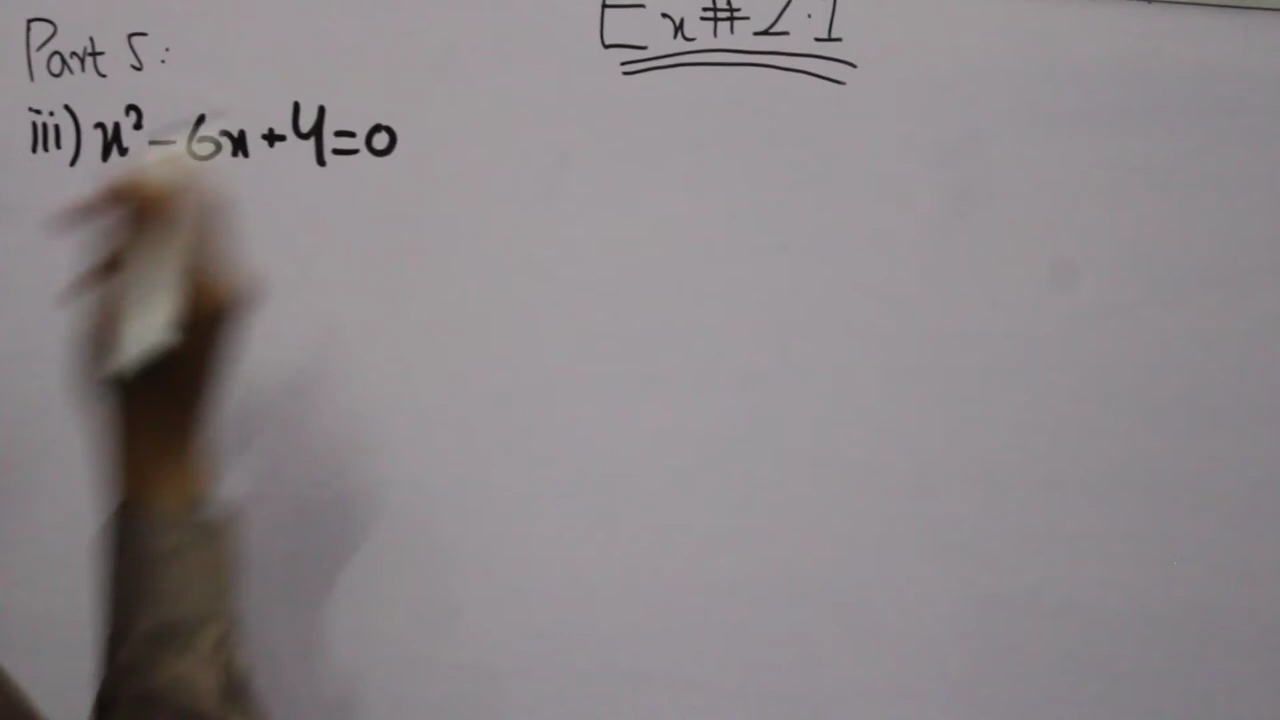 Ex#2.1
Part 5:
iii) x² - 6x + 4 = 0